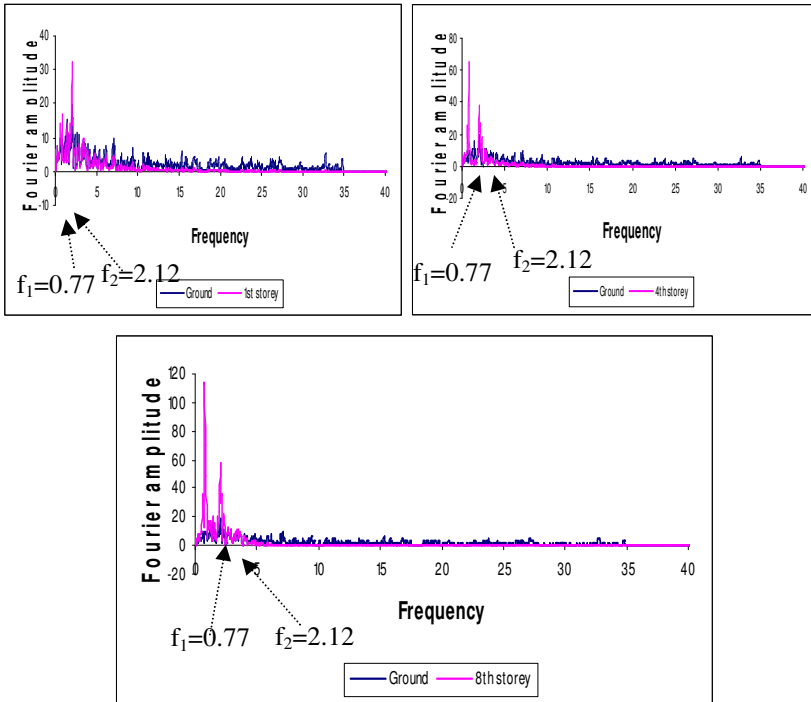 Fourier amplitude
40
30
20
10
0
-10
0 5 10 15 20 25 30 35 40
Frequency
f₁=0.77 f₂=2.12
Ground 1st storey
Fourier amplitude
80
60
40
20
0
-20
0 5 10 15 20 25 30 35 40
Frequency
f₁=0.77 f₂=2.12
Ground 4th storey
Fourier amplitude
120
100
80
60
40
20
0
-20
0 5 10 15 20 25 30 35 40
Frequency
f₁=0.77 f₂=2.12
Ground 8th storey